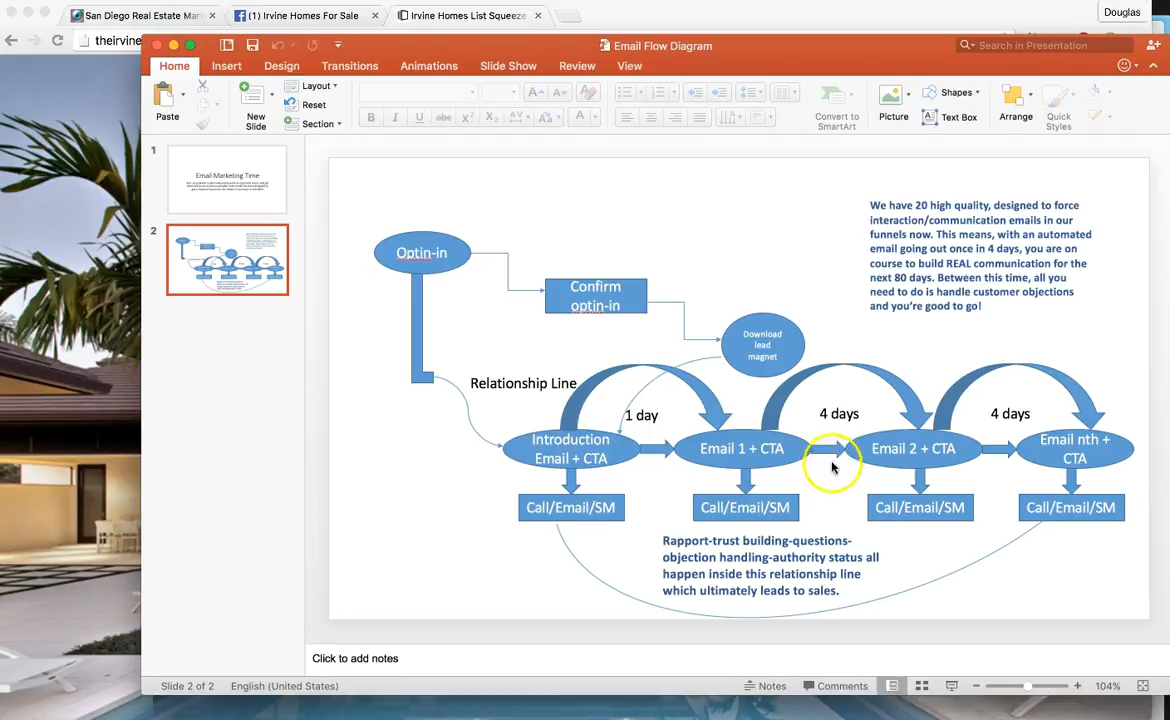 San Diego Real Estate Mar
(1) Irvine Homes For Sale
Irvine Homes List Squeeze
Douglas
theirvine
Email Flow Diagram
Search in Presentation
Home
Insert
Design
Transitions
Animations
Slide Show
Review
View
Paste
New
Slide
Layout
Reset
Section
B
I
U
abc
X²
X₂
AV
A
Convert to
SmartArt
Picture
Shapes
Text Box
Arrange
Quick
Styles
1
Email Marketing Time
2
We have 20 high quality, designed to force
interaction/communication emails in our
funnels now. This means, with an automated
email going out once in 4 days, you are on
course to build REAL communication for the
next 80 days. Between this time, all you
need to do is handle customer objections
and you’re good to go!
Optin-in
Confirm
optin-in
Download
lead
magnet
Relationship Line
1 day
4 days
4 days
Introduction
Email + CTA
Email 1 + CTA
Email 2 + CTA
Email nth +
CTA
Call/Email/SM
Call/Email/SM
Call/Email/SM
Call/Email/SM
Rapport-trust building-questions-
objection handling-authority status all
happen inside this relationship line
which ultimately leads to sales.
Click to add notes
Slide 2 of 2
English (United States)
Notes
Comments
104%